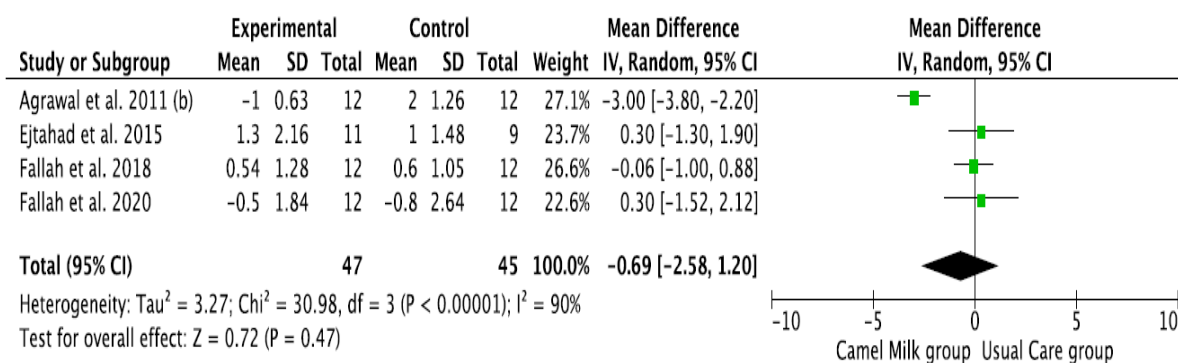 Experimental Control Mean Difference Mean Difference
Study or Subgroup Mean SD Total Mean SD Total Weight IV, Random, 95% CI IV, Random, 95% CI
Agrawal et al. 2011 (b) −1 0.63 12 2 1.26 12 27.1% −3.00 [−3.80, −2.20]
Ejtahad et al. 2015 1.3 2.16 11 1 1.48 9 23.7% 0.30 [−1.30, 1.90]
Fallah et al. 2018 0.54 1.28 12 0.6 1.05 12 26.6% −0.06 [−1.00, 0.88]
Fallah et al. 2020 −0.5 1.84 12 −0.8 2.64 12 22.6% 0.30 [−1.52, 2.12]
Total (95% CI) 47 45 100.0% −0.69 [−2.58, 1.20]
Heterogeneity: Tau² = 3.27; Chi² = 30.98, df = 3 (P < 0.00001); I² = 90%
Test for overall effect: Z = 0.72 (P = 0.47)
−10 −5 0 5 10
Camel Milk group Usual Care group